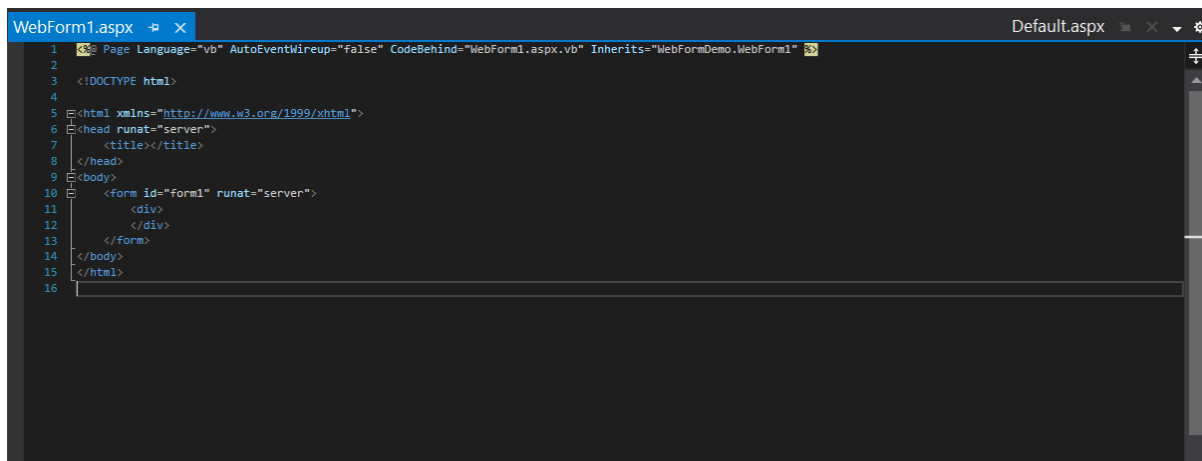 WebForm1.aspx
Default.aspx
1 <%@ Page Language="vb" AutoEventWireup="false" CodeBehind="WebForm1.aspx.vb" Inherits="WebFormDemo.WebForm1" %>
2
3 <!DOCTYPE html>
4
5 <html xmlns="http://www.w3.org/1999/xhtml">
6 <head runat="server">
7     <title></title>
8 </head>
9 <body>
10     <form id="form1" runat="server">
11         <div>
12         </div>
13     </form>
14 </body>
15 </html>
16